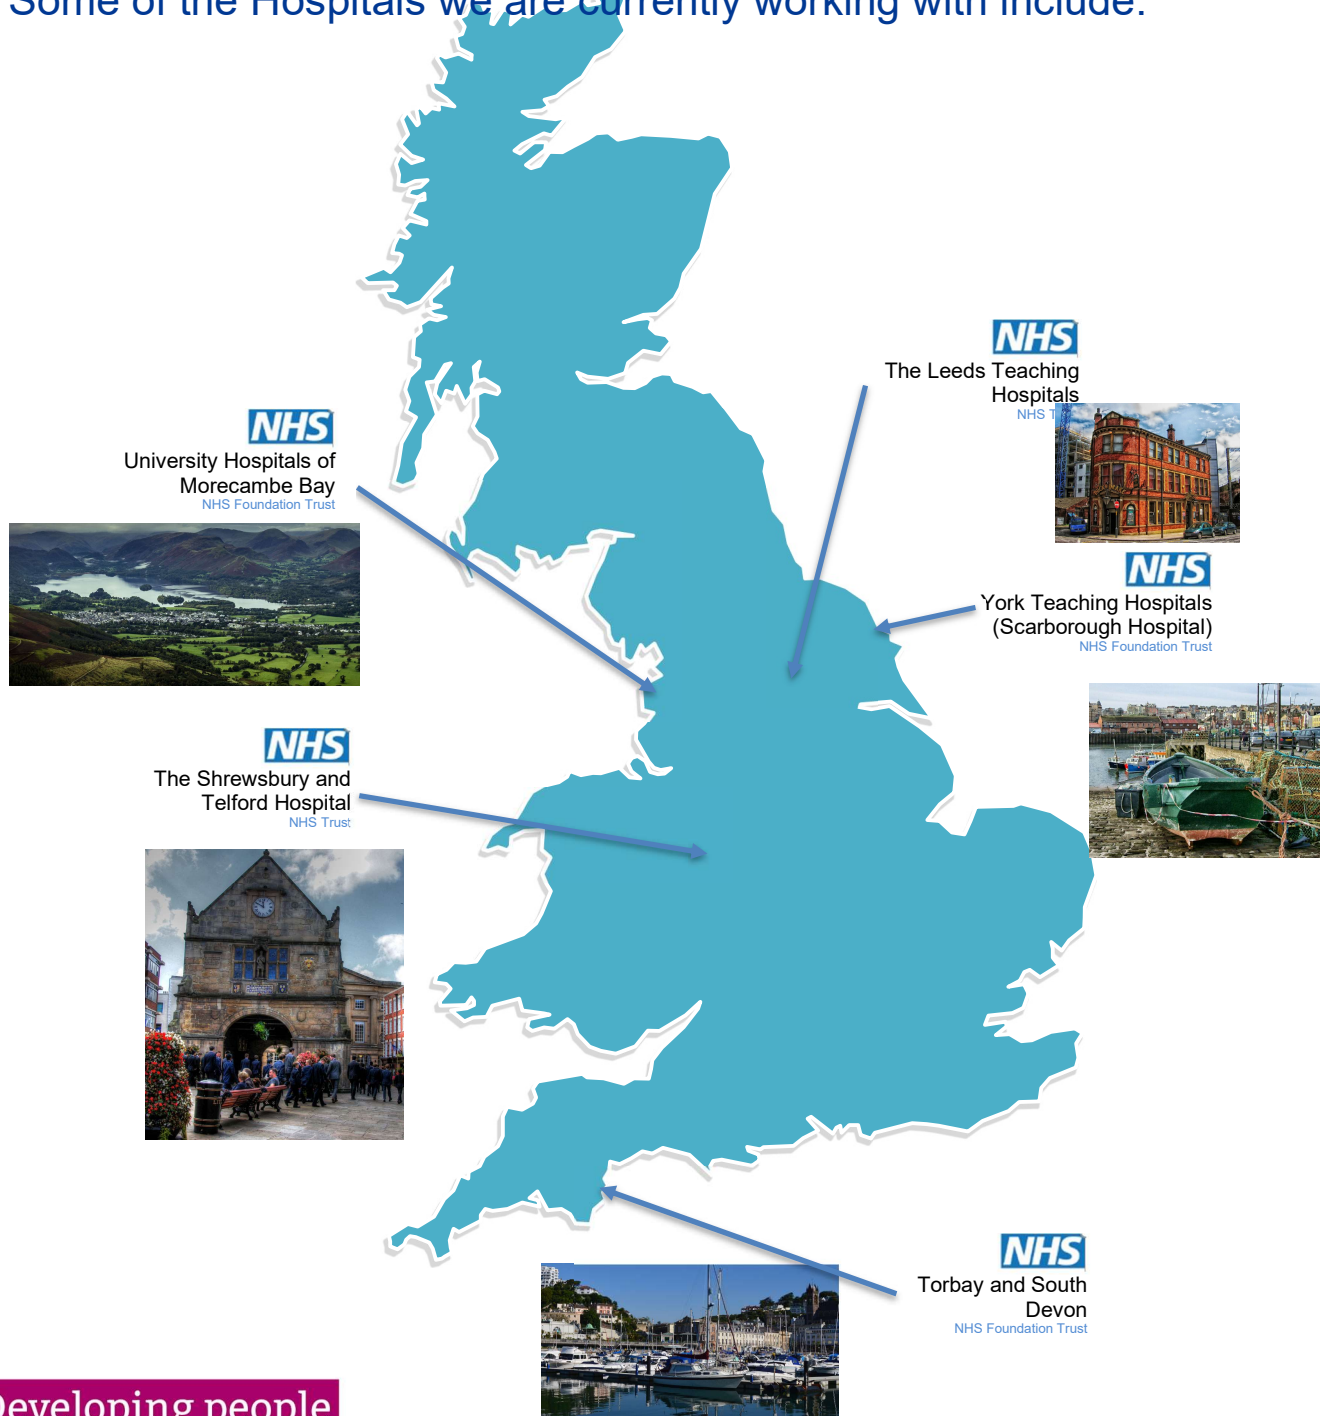 Some of the Hospitals we are currently working with include:
NHS
The Leeds Teaching
Hospitals
NHS
NHS
University Hospitals of
Morecambe Bay
NHS Foundation Trust
NHS
York Teaching Hospitals
(Scarborough Hospital)
NHS Foundation Trust
NHS
The Shrewsbury and
Telford Hospital
NHS Trust
NHS
Torbay and South
Devon
NHS Foundation Trust
Developing people